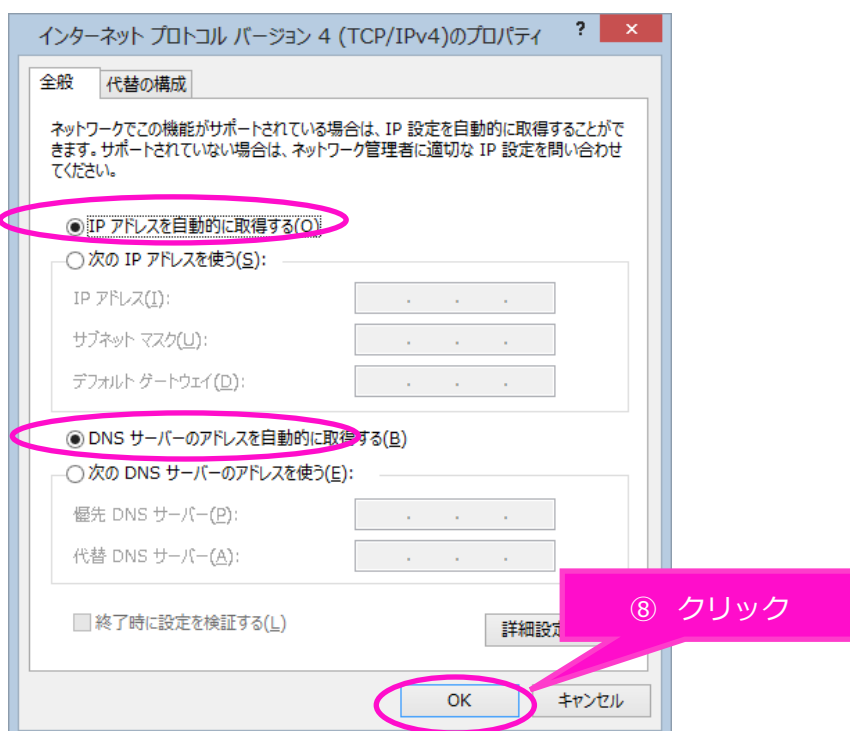 インターネット プロトコル バージョン 4 (TCP/IPv4)のプロパティ
?
×
全般
代替の構成
ネットワークでこの機能がサポートされている場合は、IP 設定を自動的に取得することがで
きます。サポートされていない場合は、ネットワーク管理者に適切な IP 設定を問い合わせ
てください。
IP アドレスを自動的に取得する(O)
次の IP アドレスを使う(S):
IP アドレス(I):
サブネット マスク(U):
デフォルト ゲートウェイ(D):
DNS サーバーのアドレスを自動的に取得する(B)
次の DNS サーバーのアドレスを使う(E):
優先 DNS サーバー(P):
代替 DNS サーバー(A):
終了時に設定を検証する(L)
詳細設
⑧ クリック
OK
キャンセル